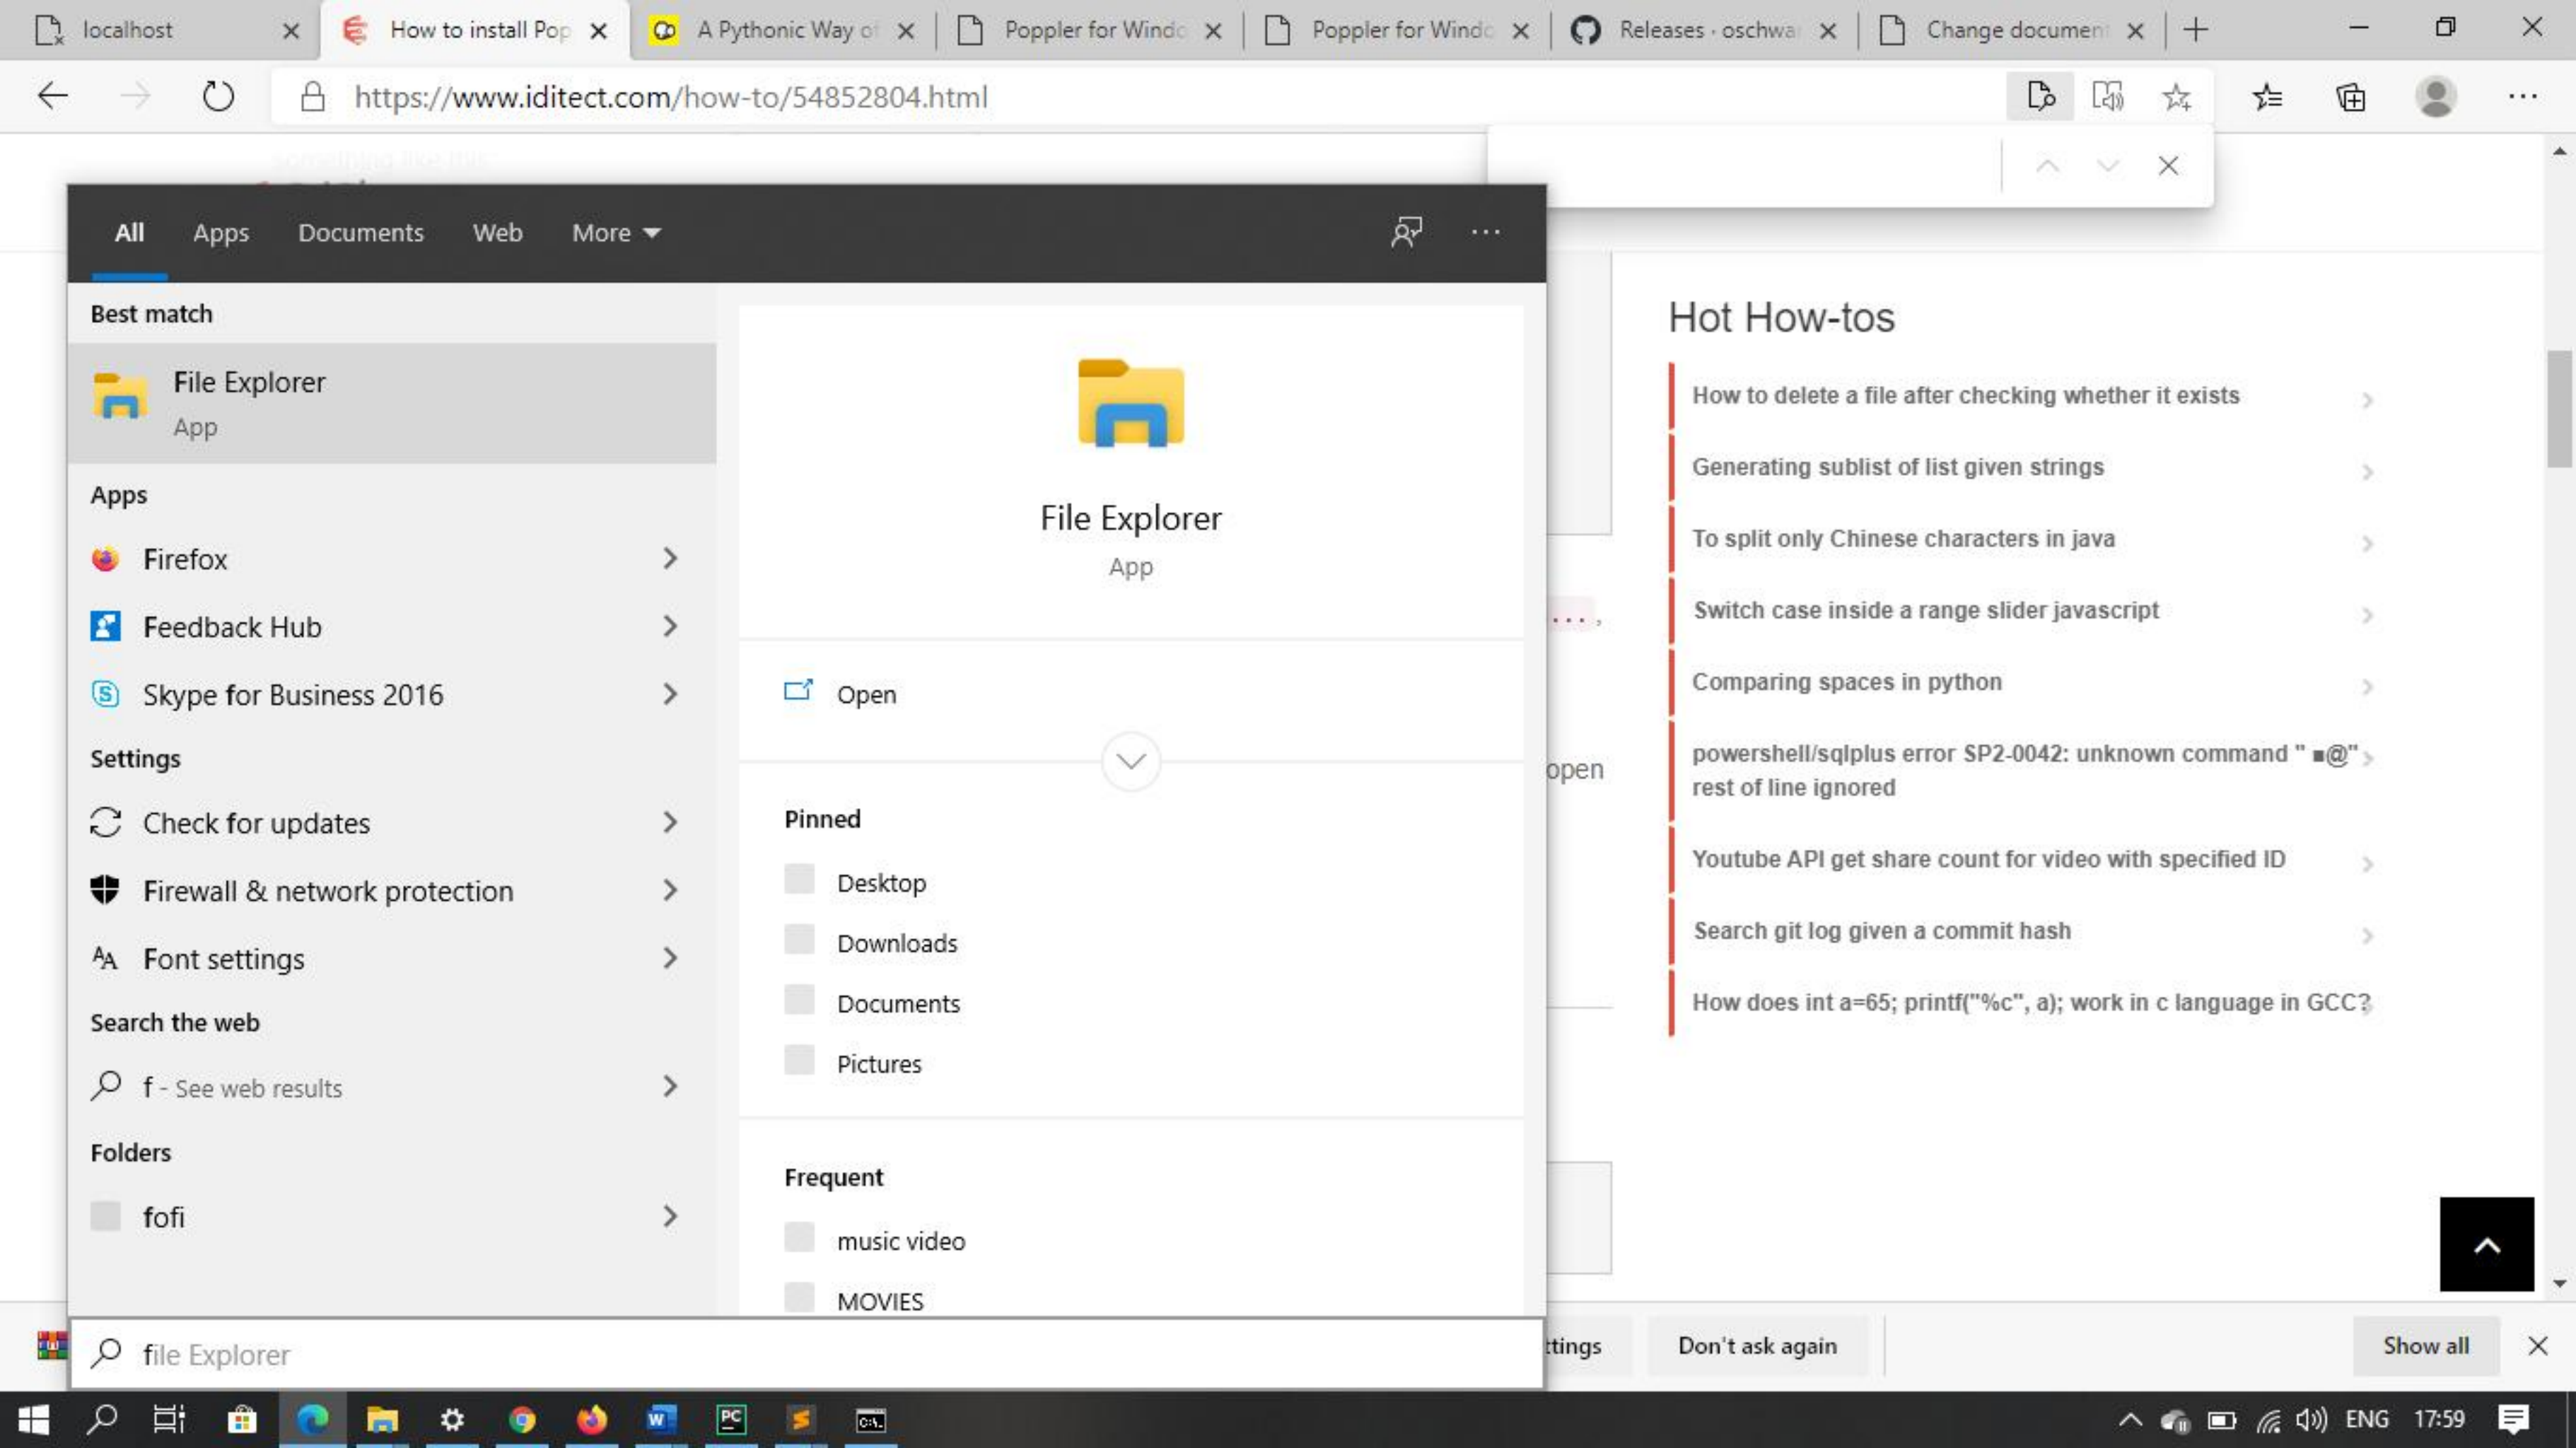 localhost
How to install Pop
A Pythonic Way of
Poppler for Windo
Poppler for Windo
Releases · oschwa
Change document
https://www.iditect.com/how-to/54852804.html
something like this:
All Apps Documents Web More
Best match
File Explorer
App
Apps
Firefox
Feedback Hub
Skype for Business 2016
Settings
Check for updates
Firewall & network protection
Font settings
Search the web
f - See web results
Folders
fofi
file Explorer
File Explorer
App
Open
Pinned
Desktop
Downloads
Documents
Pictures
Frequent
music video
MOVIES
... ,
open
Hot How-tos
How to delete a file after checking whether it exists
Generating sublist of list given strings
To split only Chinese characters in java
Switch case inside a range slider javascript
Comparing spaces in python
powershell/sqlplus error SP2-0042: unknown command " ■@"
rest of line ignored
Youtube API get share count for video with specified ID
Search git log given a commit hash
How does int a=65; printf("%c", a); work in c language in GCC?
ttings
Don't ask again
Show all
ENG 17:59